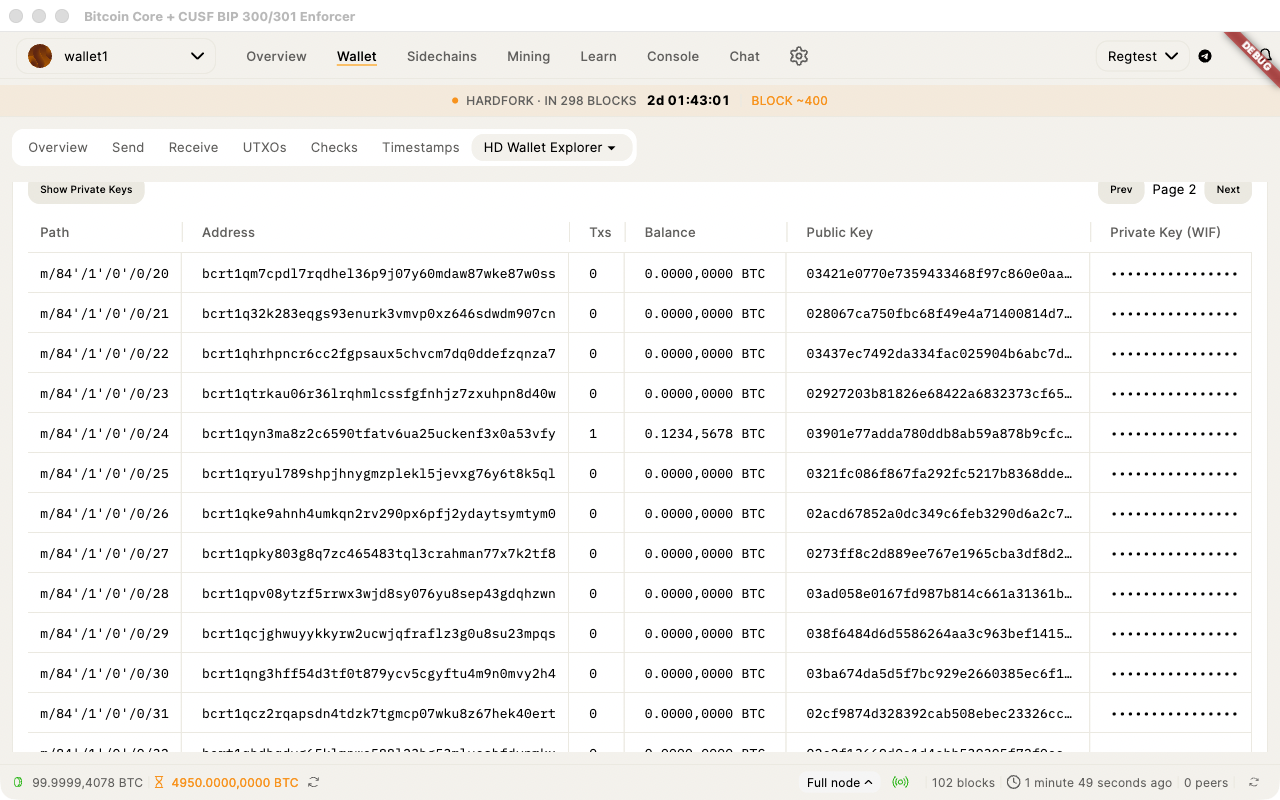 Bitcoin Core + CUSF BIP 300/301 Enforcer
wallet1 Overview Wallet Sidechains Mining Learn Console Chat Regtest DEBUG
HARDFORK · IN 298 BLOCKS 2d 01:43:01 BLOCK ~400
Overview Send Receive UTXOs Checks Timestamps HD Wallet Explorer
Show Private Keys Prev Page 2 Next
Path Address Txs Balance Public Key Private Key (WIF)
m/84'/1'/0'/0/20 bcrt1qm7cpdl7rqdhel36p9j07y60mdaw87wke87w0ss 0 0.0000,0000 BTC 03421e0770e7359433468f97c860e0aa… ••••••••••••••••
m/84'/1'/0'/0/21 bcrt1q32k283eqgs93enurk3vmvp0xz646sdwdm907cn 0 0.0000,0000 BTC 028067ca750fbc68f49e4a71400814d7… ••••••••••••••••
m/84'/1'/0'/0/22 bcrt1qhrhpncr6cc2fgpsaux5chvcm7dq0ddefzqnza7 0 0.0000,0000 BTC 03437ec7492da334fac025904b6abc7d… ••••••••••••••••
m/84'/1'/0'/0/23 bcrt1qtrkau06r36lrqhmlcssfgfnhjz7zxuhpn8d40w 0 0.0000,0000 BTC 02927203b81826e68422a6832373cf65… ••••••••••••••••
m/84'/1'/0'/0/24 bcrt1qyn3ma8z2c6590tfatv6ua25uckenf3x0a53vfy 1 0.1234,5678 BTC 03901e77adda780ddb8ab59a878b9cfc… ••••••••••••••••
m/84'/1'/0'/0/25 bcrt1qryul789shpjhnygmzplekl5jevxg76y6t8k5ql 0 0.0000,0000 BTC 0321fc086f867fa292fc5217b8368dde… ••••••••••••••••
m/84'/1'/0'/0/26 bcrt1qke9ahnh4umkqn2rv290px6pfj2ydaytsymtym0 0 0.0000,0000 BTC 02acd67852a0dc349c6feb3290d6a2c7… ••••••••••••••••
m/84'/1'/0'/0/27 bcrt1qpky803g8q7zc465483tql3crahman77x7k2tf8 0 0.0000,0000 BTC 0273ff8c2d889ee767e1965cba3df8d2… ••••••••••••••••
m/84'/1'/0'/0/28 bcrt1qpv08ytzf5rrwx3wjd8sy076yu8sep43gdqhzwn 0 0.0000,0000 BTC 03ad058e0167fd987b814c661a31361b… ••••••••••••••••
m/84'/1'/0'/0/29 bcrt1qcjghwuyykkyrw2ucwjqfraflz3g0u8su23mpqs 0 0.0000,0000 BTC 038f6484d6d5586264aa3c963bef1415… ••••••••••••••••
m/84'/1'/0'/0/30 bcrt1qng3hff54d3tf0t879ycv5cgyftu4m9n0mvy2h4 0 0.0000,0000 BTC 03ba674da5d5f7bc929e2660385ec6f1… ••••••••••••••••
m/84'/1'/0'/0/31 bcrt1qcz2rqapsdn4tdzk7tgmcp07wku8z67hek40ert 0 0.0000,0000 BTC 02cf9874d328392cab508ebec23326cc… ••••••••••••••••
99.9999,4078 BTC 4950.0000,0000 BTC Full node 102 blocks 1 minute 49 seconds ago 0 peers